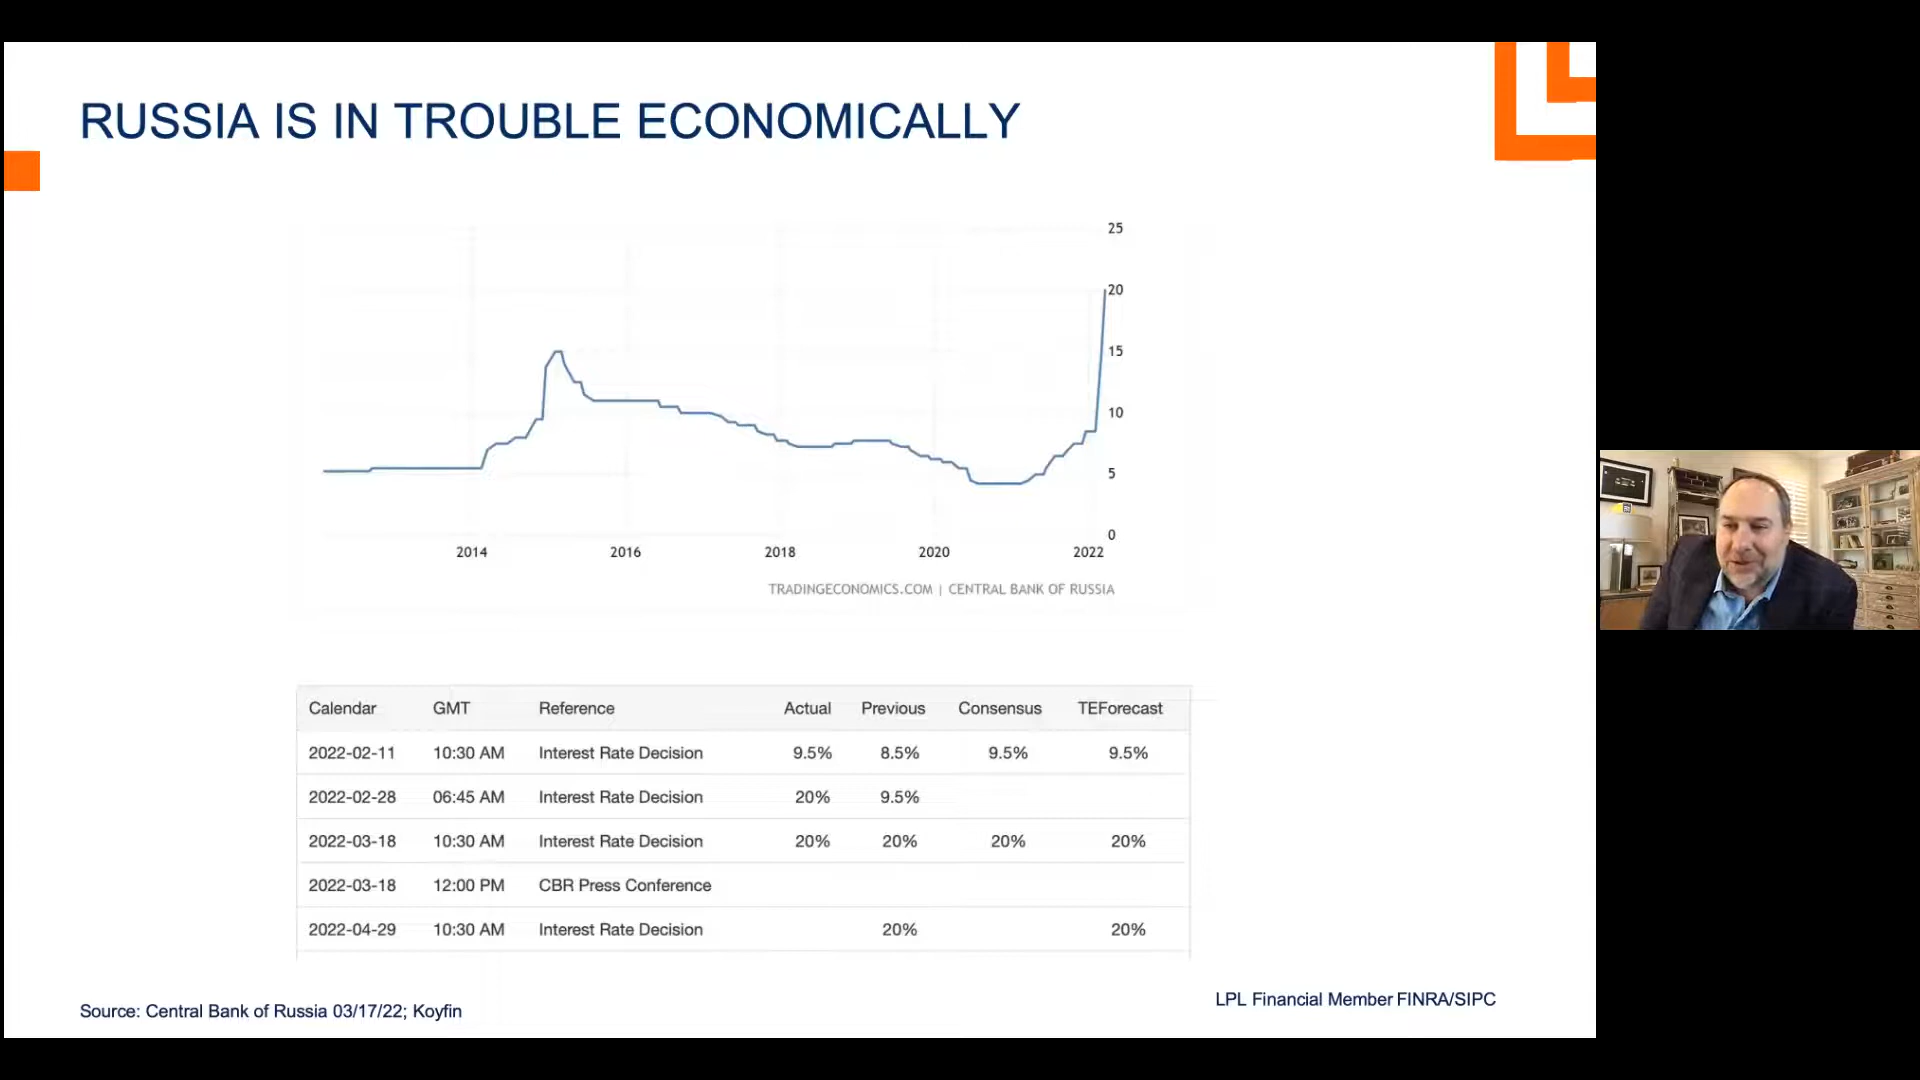 RUSSIA IS IN TROUBLE ECONOMICALLY
25
20
15
10
5
0
2014 2016 2018 2020 2022
TRADINGECONOMICS.COM | CENTRAL BANK OF RUSSIA
Calendar GMT Reference Actual Previous Consensus TEForecast
2022-02-11 10:30 AM Interest Rate Decision 9.5% 8.5% 9.5% 9.5%
2022-02-28 06:45 AM Interest Rate Decision 20% 9.5%
2022-03-18 10:30 AM Interest Rate Decision 20% 20% 20% 20%
2022-03-18 12:00 PM CBR Press Conference
2022-04-29 10:30 AM Interest Rate Decision 20% 20%
Source: Central Bank of Russia 03/17/22; Koyfin
LPL Financial Member FINRA/SIPC